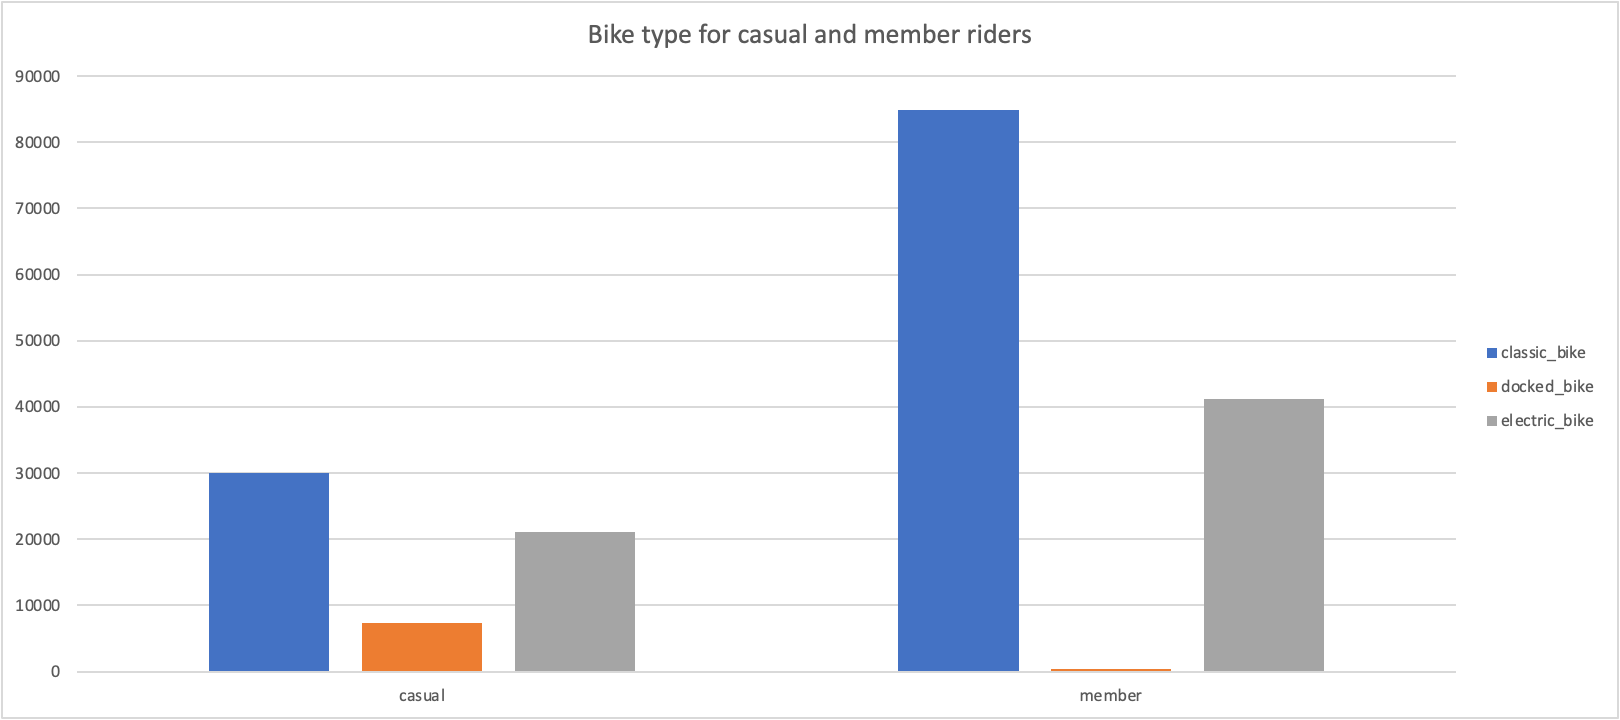 Bike type for casual and member riders
90000
80000
70000
60000
50000
40000
30000
20000
10000
0
casual
member
classic_bike
docked_bike
electric_bike